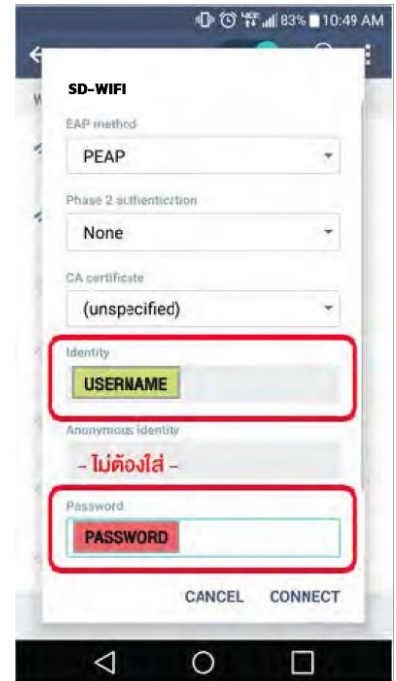 83% 10:49 AM
SD-WIFI
EAP method
PEAP
Phase 2 authentication
None
CA certificate
(unspecified)
Identity
USERNAME
Anonymous identity
- ไม่ต้องใส่ -
Password
PASSWORD
CANCEL CONNECT